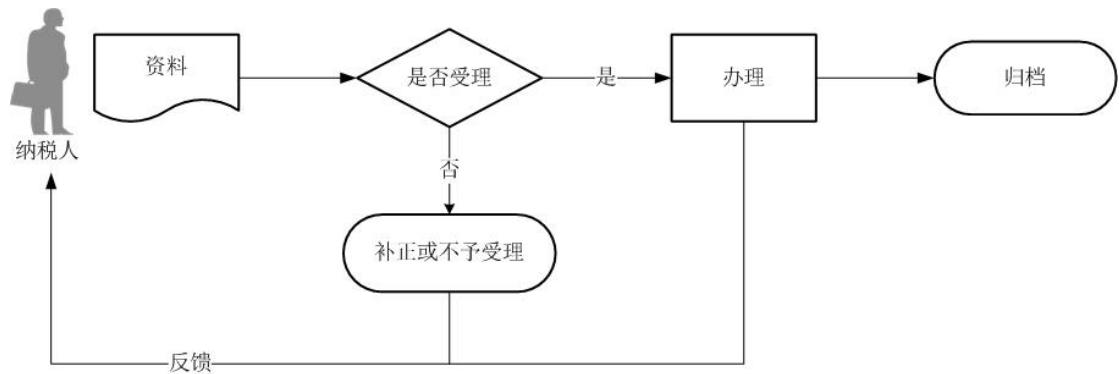 资料
是否受理
是
办理
归档
纳税人
否
补正或不予受理
反馈